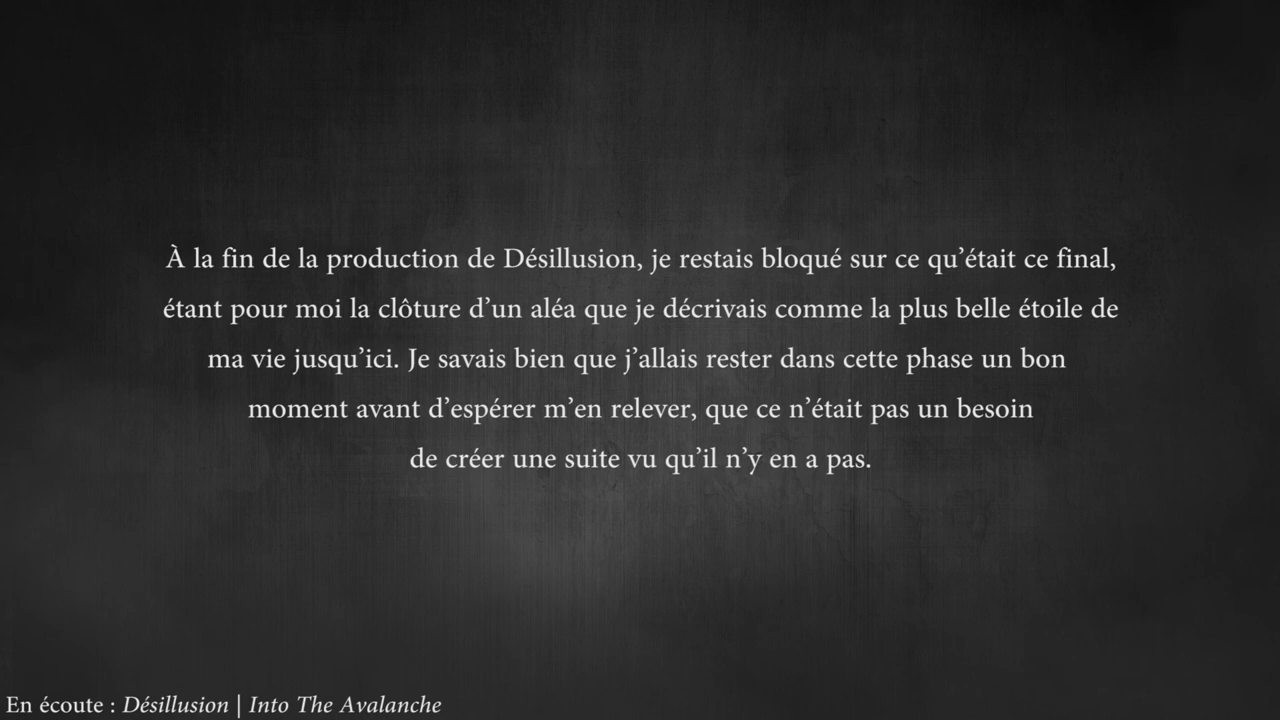 À la fin de la production de Désillusion, je restais bloqué sur ce qu’était ce final,
étant pour moi la clôture d’un aléa que je décrivais comme la plus belle étoile de
ma vie jusqu’ici. Je savais bien que j’allais rester dans cette phase un bon
moment avant d’espérer m’en relever, que ce n’était pas un besoin
de créer une suite vu qu’il n’y en a pas.
En écoute : Désillusion | Into The Avalanche